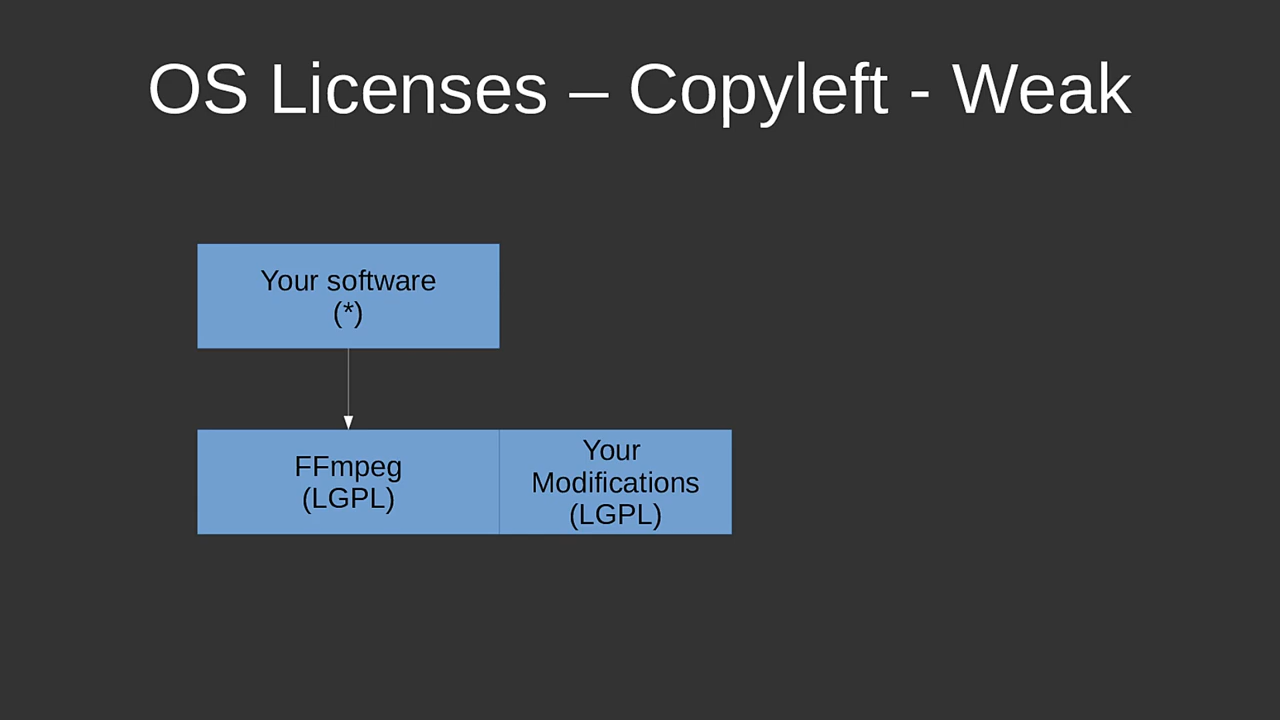 OS Licenses – Copyleft - Weak
Your software
(*)
FFmpeg
(LGPL)
Your
Modifications
(LGPL)